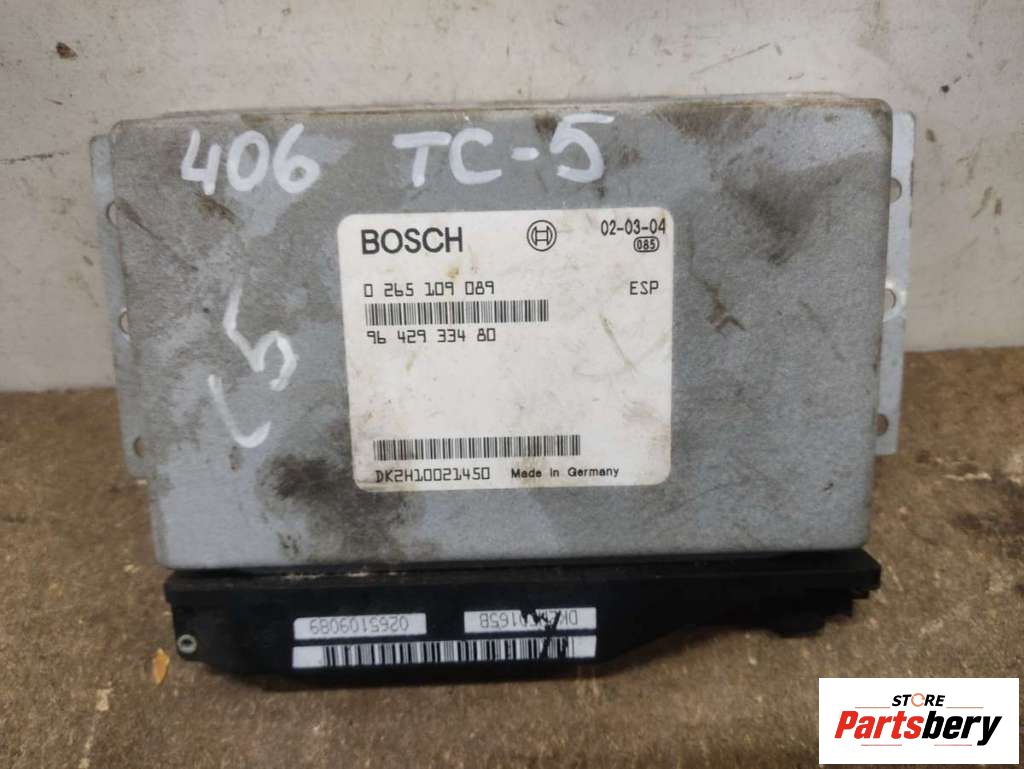 406 TC-5
BOSCH 02-03-04
085
0 265 109 089 ESP
96 429 334 80
DK2H10021450 Made in Germany
0265109089
STORE
Partsbery